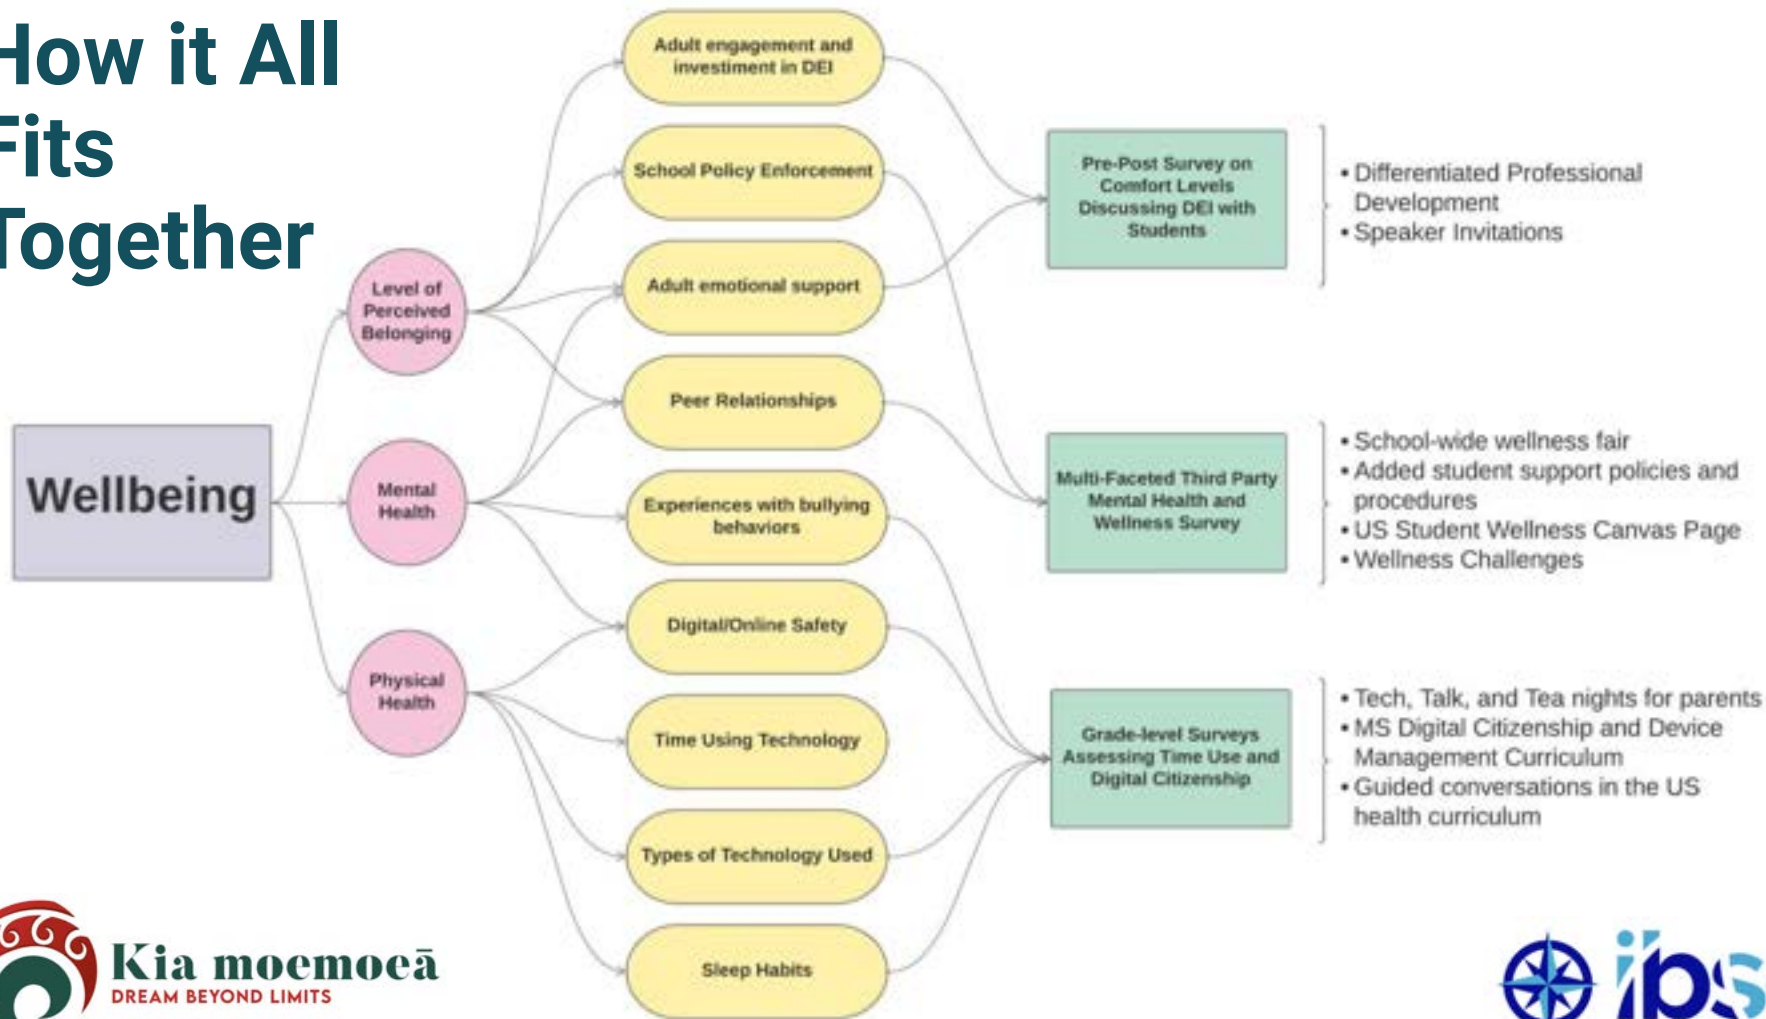 How it All
Fits
Together
Wellbeing
Level of
Perceived
Belonging
Mental
Health
Physical
Health
Adult engagement and
investiment in DEI
School Policy Enforcement
Adult emotional support
Peer Relationships
Experiences with bullying
behaviors
Digital/Online Safety
Time Using Technology
Types of Technology Used
Sleep Habits
Pre-Post Survey on
Comfort Levels
Discussing DEI with
Students
Multi-Faceted Third Party
Mental Health and
Wellness Survey
Grade-level Surveys
Assessing Time Use and
Digital Citizenship
• Differentiated Professional
Development
• Speaker Invitations
• School-wide wellness fair
• Added student support policies and
procedures
• US Student Wellness Canvas Page
• Wellness Challenges
• Tech, Talk, and Tea nights for parents
• MS Digital Citizenship and Device
Management Curriculum
• Guided conversations in the US
health curriculum
Kia moemoeā
DREAM BEYOND LIMITS
ibs